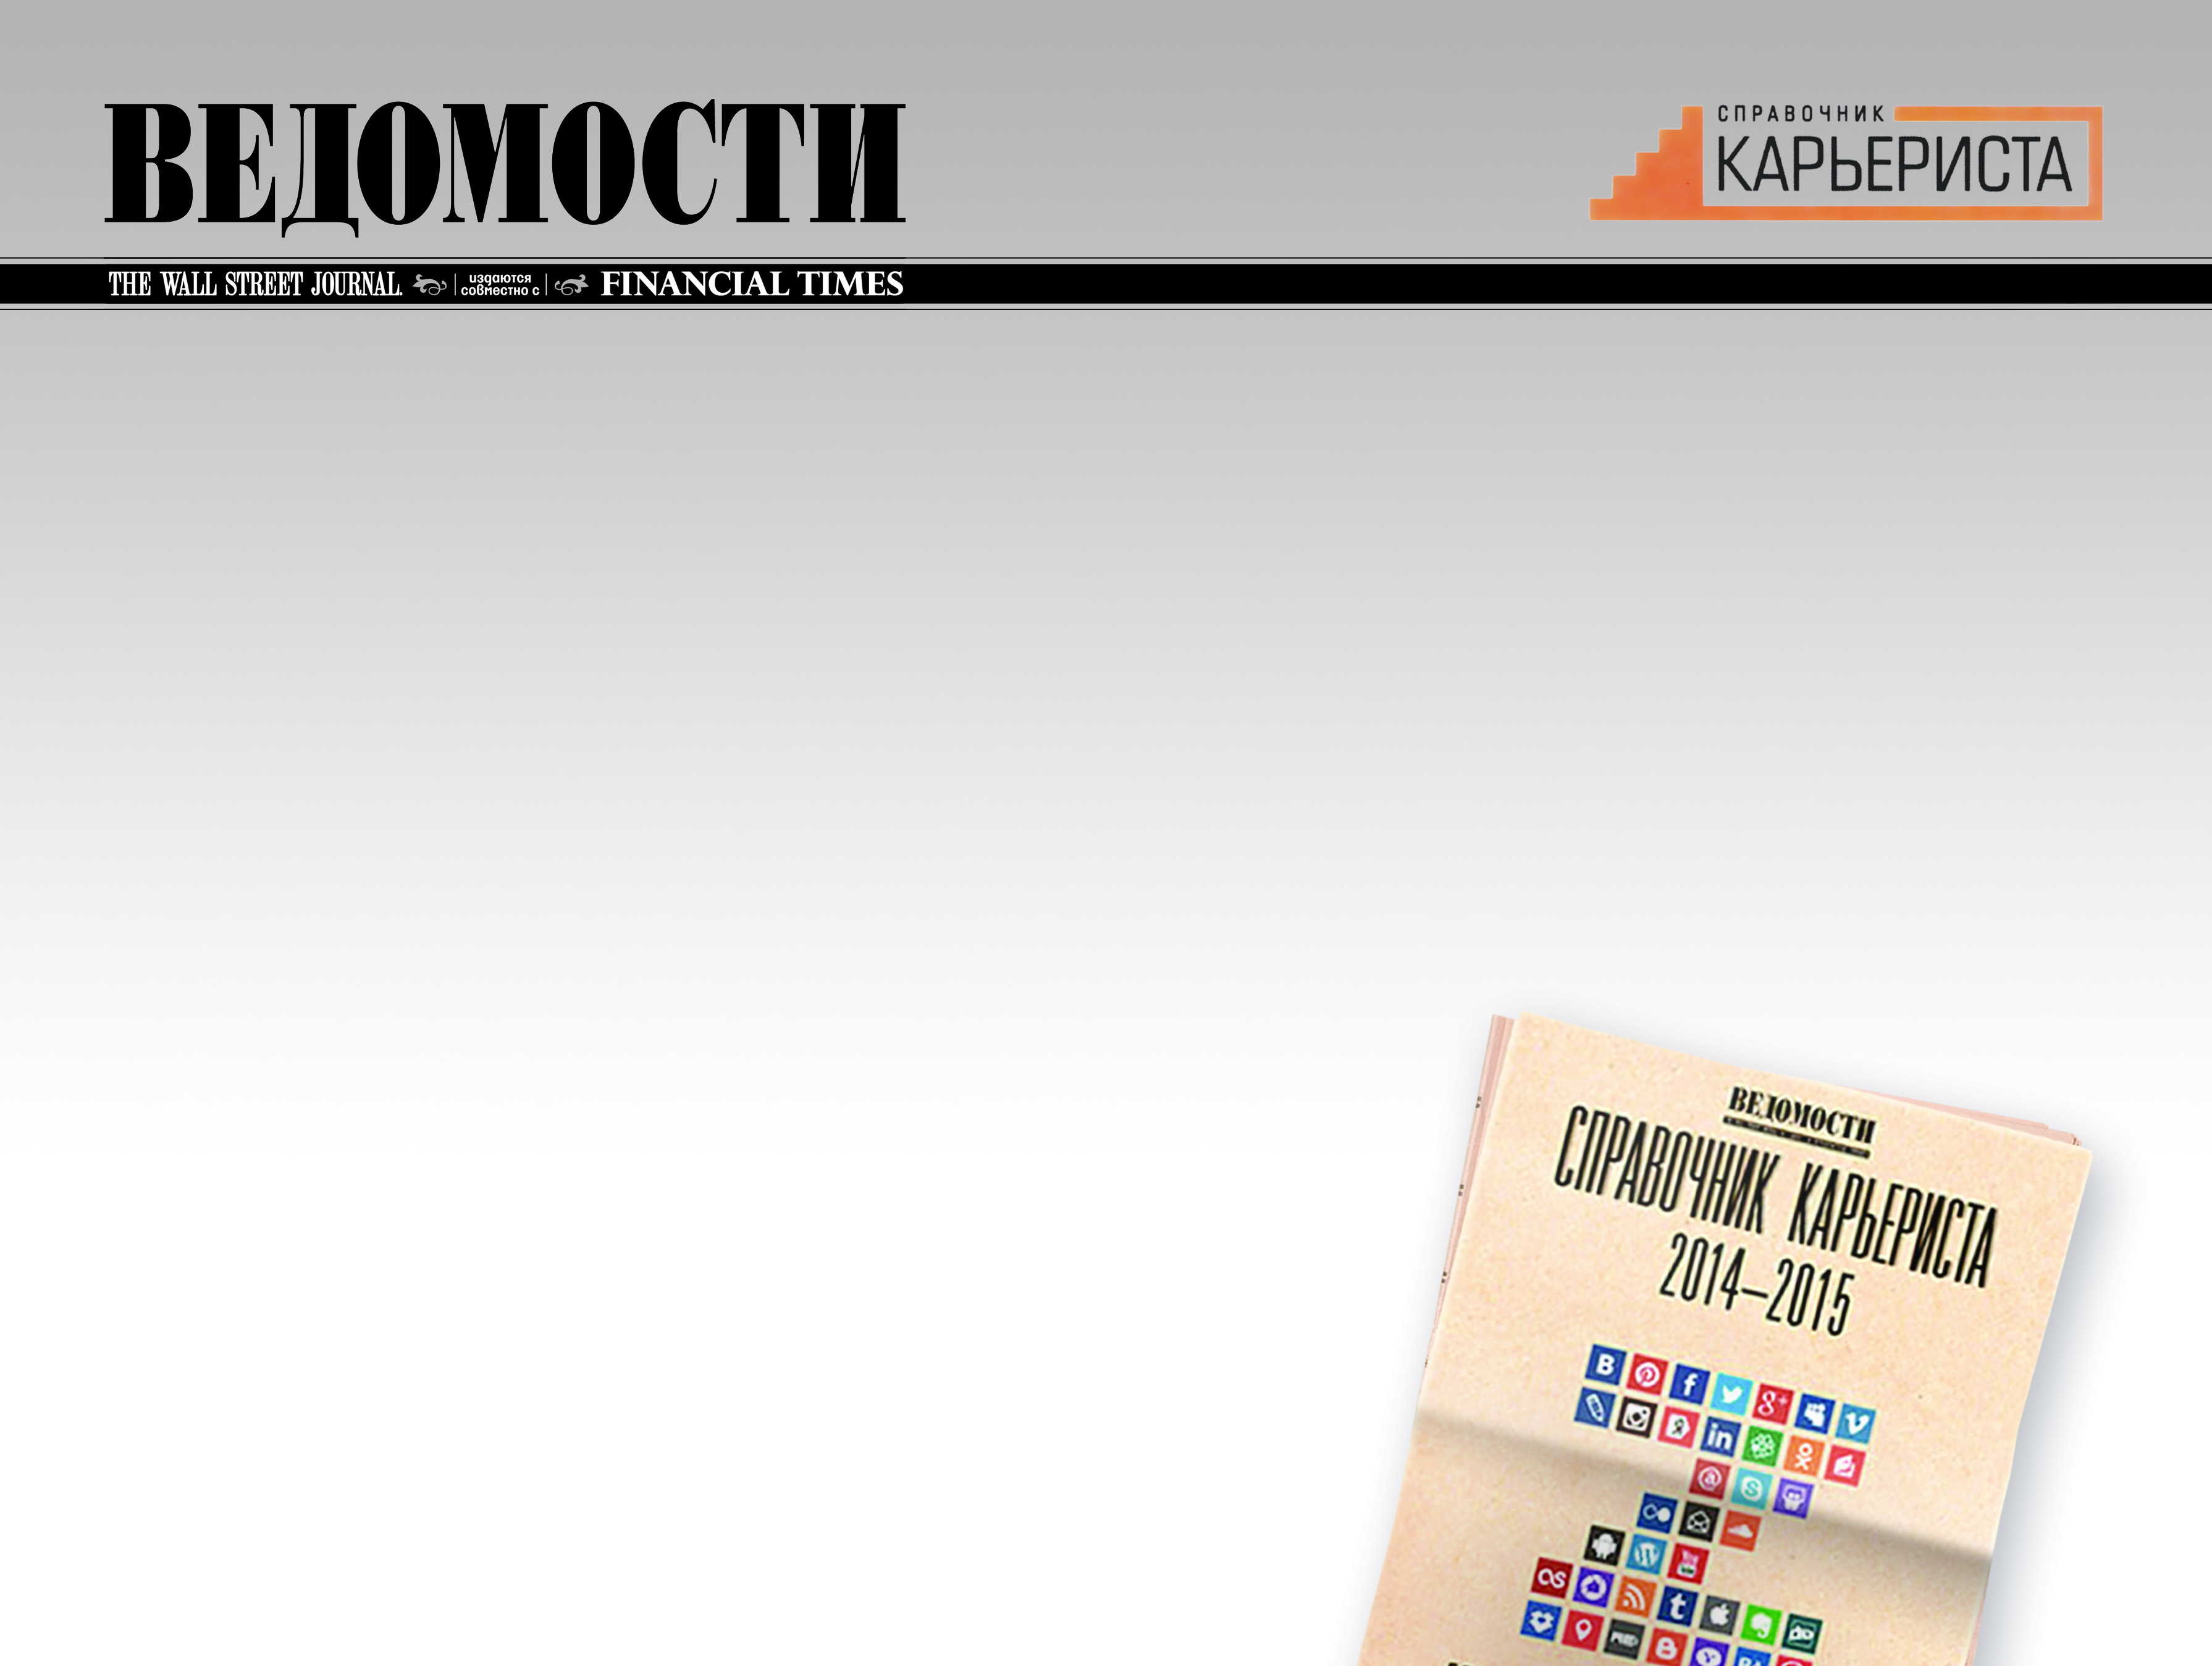 ВЕДОМОСТИ
СПРАВОЧНИК
КАРЬЕРИСТА
THE WALL STREET JOURNAL.
издаются
совместно с
FINANCIAL TIMES
ВЕДОМОСТИ
СПРАВОЧНИК КАРЬЕРИСТА
2014–2015